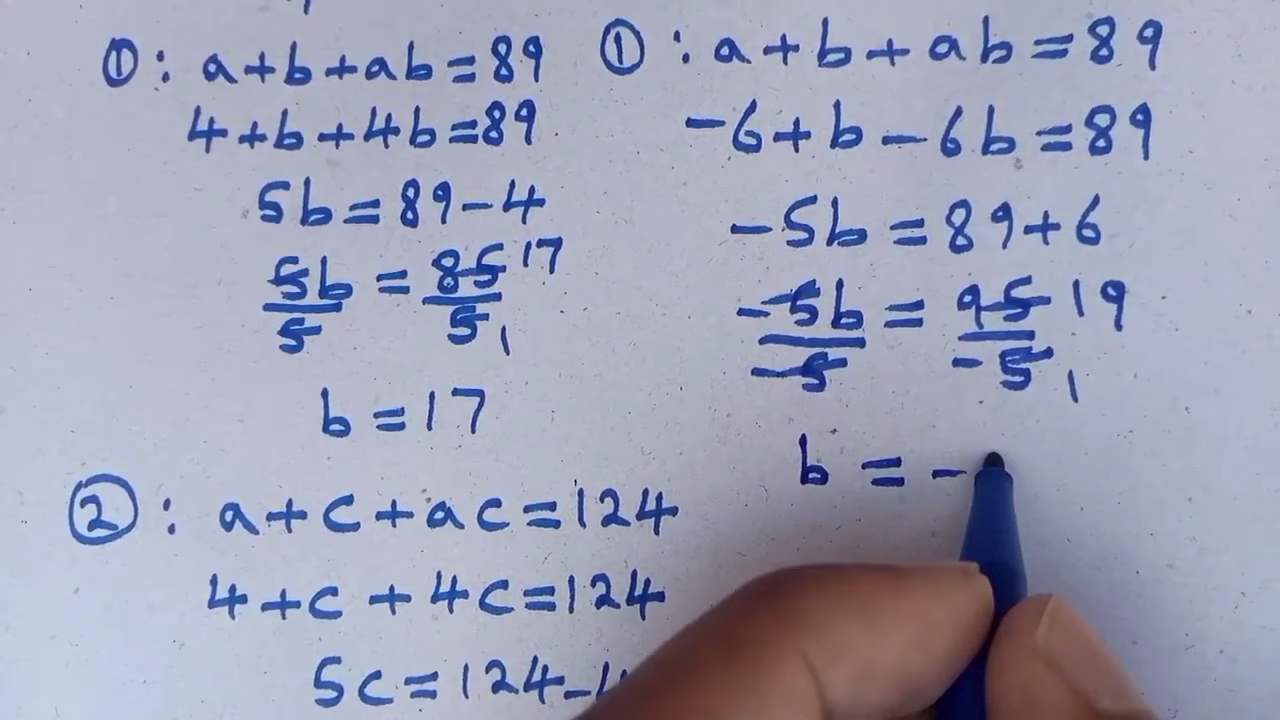 ①: a+b+ab=89
4+b+4b=89
5b=89-4
5b/5 = 85/5 17 1
b=17
②: a+c+ac=124
4+c+4c=124
5c=124-4
①: a+b+ab=89
-6+b-6b=89
-5b=89+6
-5b/-5 = 95/-5 19 1
b=-